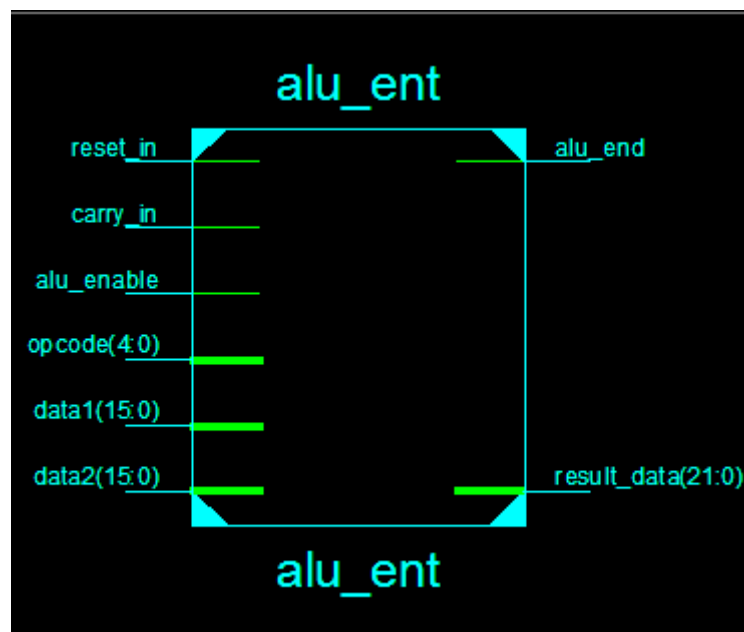 alu_ent
reset_in
alu_end
carry_in
alu_enable
opcode(4:0)
data1(15:0)
data2(15:0)
result_data(21:0)
alu_ent